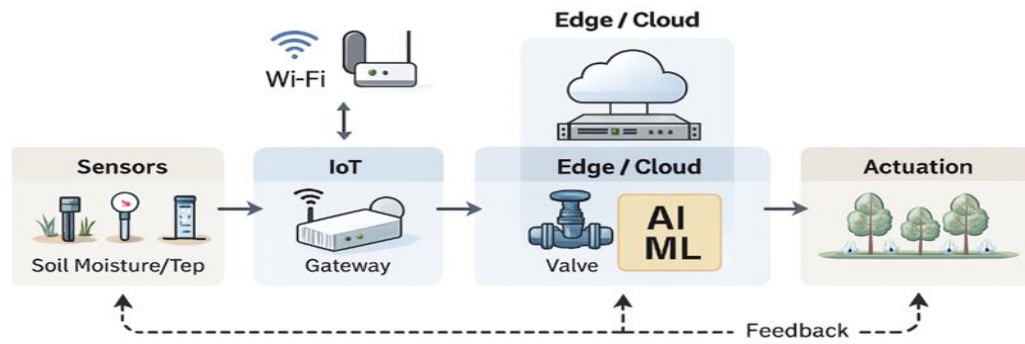 Edge / Cloud
Wi-Fi
Sensors
IoT
Edge / Cloud
Actuation
AI
ML
Soil Moisture/Tep
Gateway
Valve
Feedback